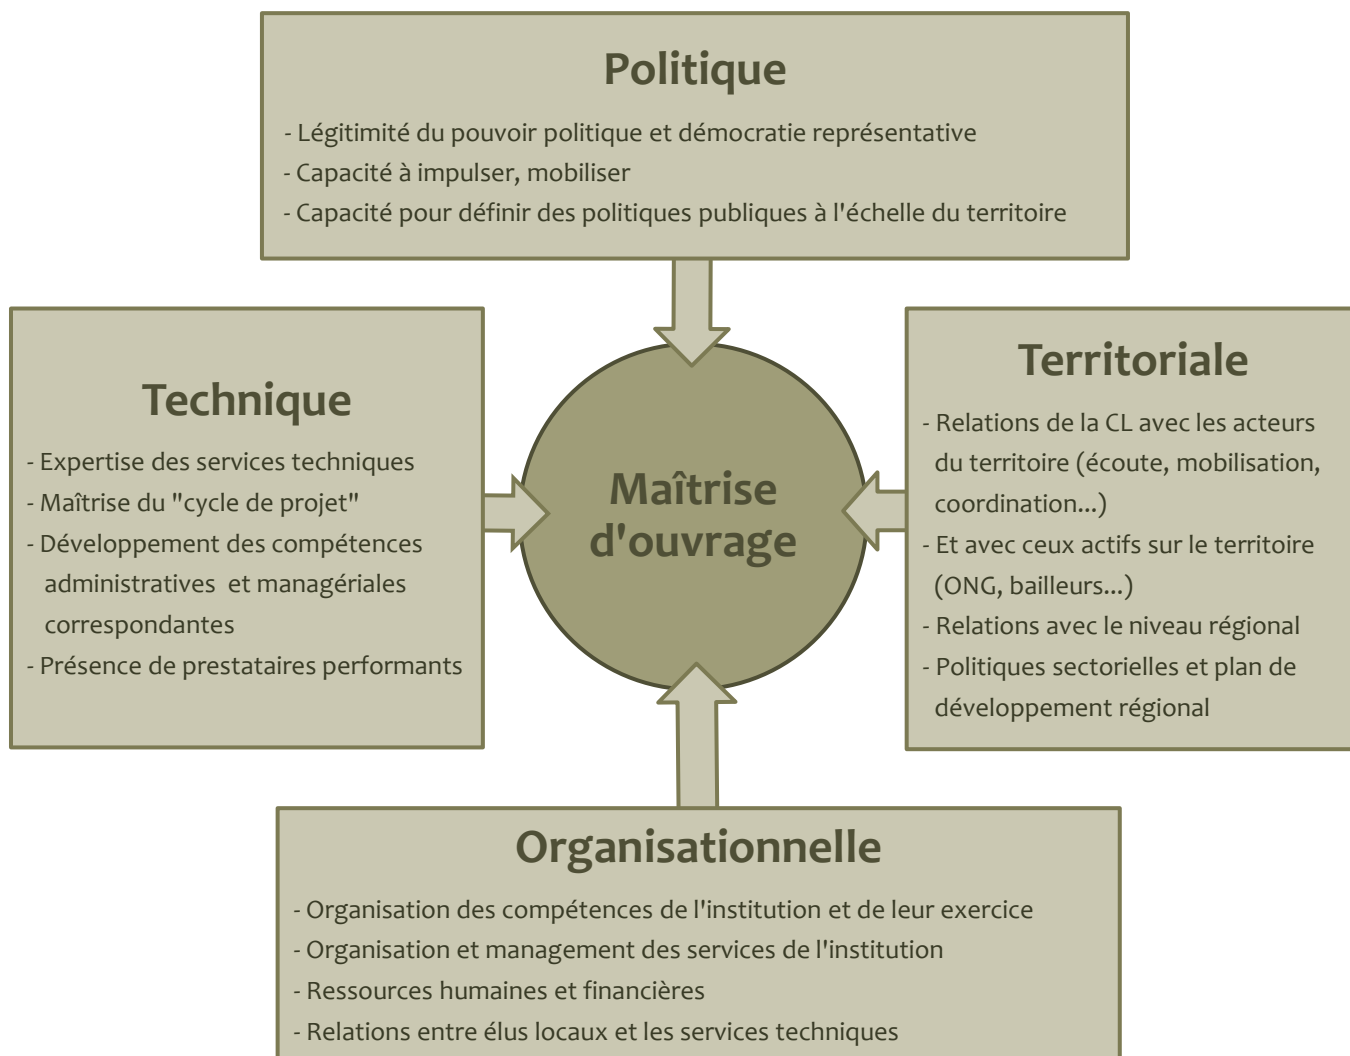 Politique
- Légitimité du pouvoir politique et démocratie représentative
- Capacité à impulser, mobiliser
- Capacité pour définir des politiques publiques à l'échelle du territoire
Technique
- Expertise des services techniques
- Maîtrise du "cycle de projet"
- Développement des compétences
administratives et managériales
correspondantes
- Présence de prestataires performants
Maîtrise
d'ouvrage
Territoriale
- Relations de la CL avec les acteurs
du territoire (écoute, mobilisation,
coordination...)
- Et avec ceux actifs sur le territoire
(ONG, bailleurs...)
- Relations avec le niveau régional
- Politiques sectorielles et plan de
développement régional
Organisationnelle
- Organisation des compétences de l'institution et de leur exercice
- Organisation et management des services de l'institution
- Ressources humaines et financières
- Relations entre élus locaux et les services techniques